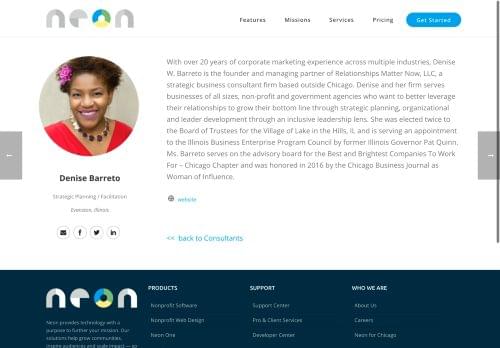 neon
Features
Missions
Services
Pricing
Get Started
With over 20 years of corporate marketing experience across multiple industries, Denise
W. Barreto is the founder and managing partner of Relationships Matter Now, LLC, a
strategic business consultant firm based outside Chicago. Denise and her firm serves
businesses of all sizes, non-profit and government agencies who want to better leverage
their relationships to grow their bottom line through strategic planning, organizational
and leader development through an inclusive leadership lens. She was elected twice to
the Board of Trustees for the Village of Lake in the Hills, IL and is serving an appointment
to the Illinois Business Enterprise Program Council by former Illinois Governor Pat Quinn.
Ms. Barreto serves on the advisory board for the Best and Brightest Companies To Work
For – Chicago Chapter and was honored in 2016 by the Chicago Business Journal as
Woman of Influence.
website
<< back to Consultants
Denise Barreto
Strategic Planning / Facilitation
Evanston, Illinois
neon
Neon provides technology with a
purpose to further your mission. Our
solutions help grow communities,
inspire audiences and scale impact — so
PRODUCTS
Nonprofit Software
Nonprofit Web Design
Neon One
SUPPORT
Support Center
Pro & Client Services
Developer Center
WHO WE ARE
About Us
Careers
Neon for Chicago